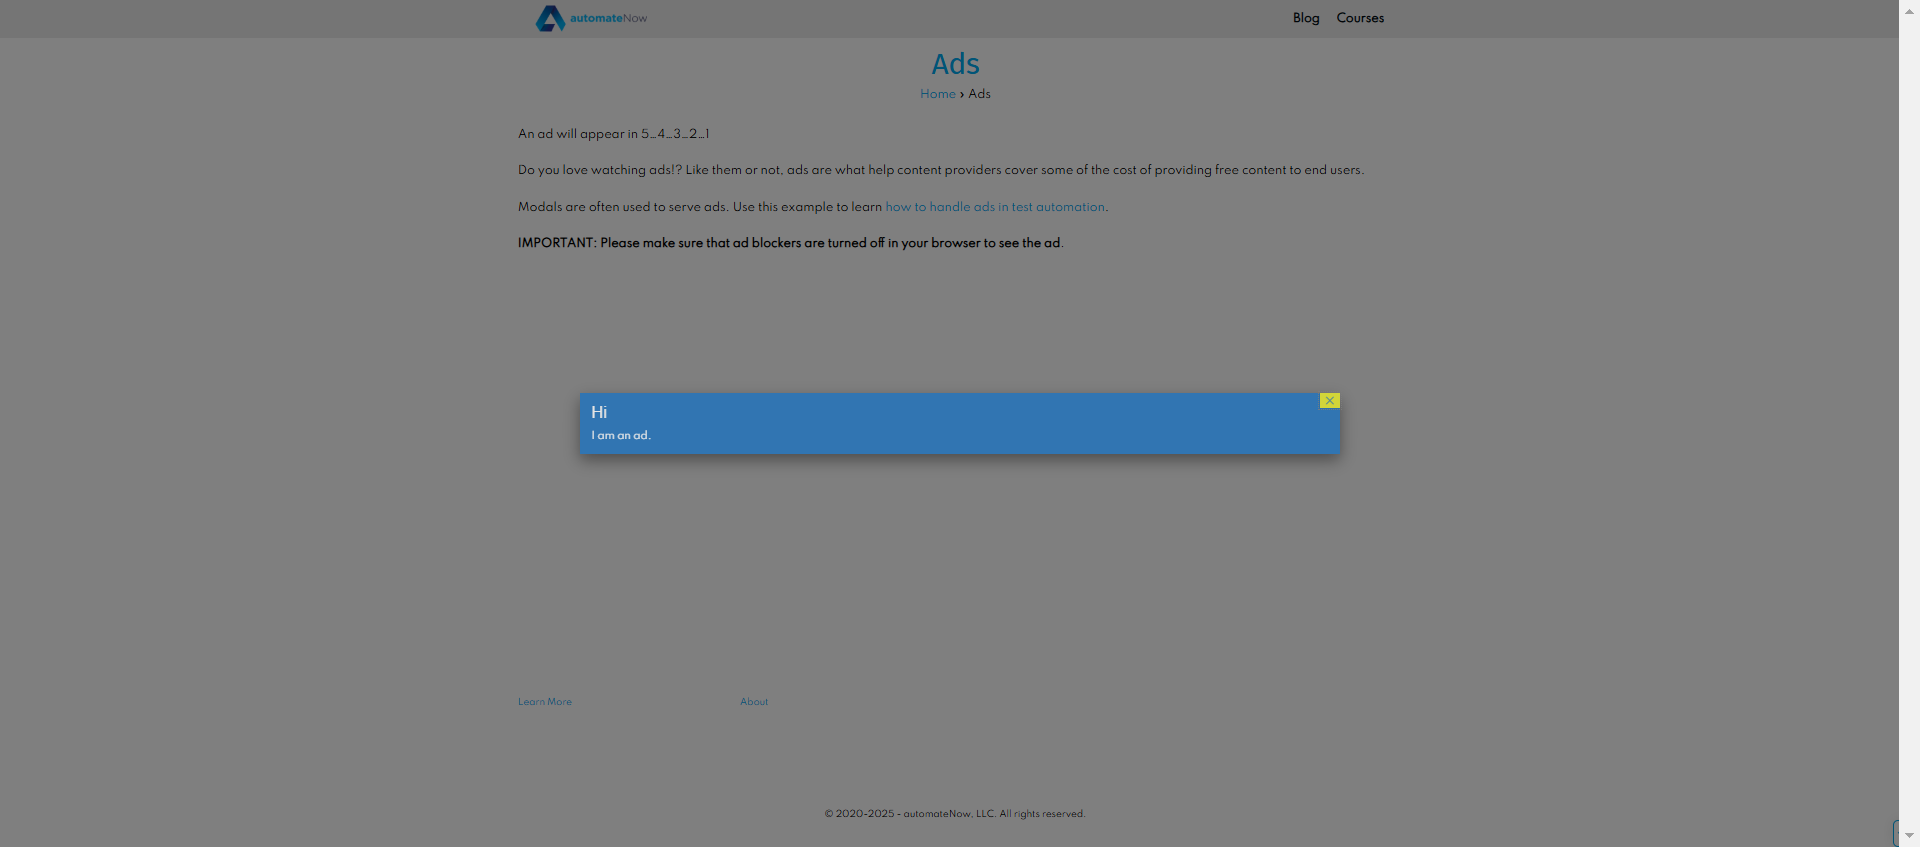 automateNow
Blog Courses
Ads
Home › Ads
An ad will appear in 5...4...3...2...1
Do you love watching ads!? Like them or not, ads are what help content providers cover some of the cost of providing free content to end users.
Modals are often used to serve ads. Use this example to learn how to handle ads in test automation.
IMPORTANT: Please make sure that ad blockers are turned off in your browser to see the ad.
×
Hi
I am an ad.
Learn More
About
© 2020-2025 - automateNow, LLC. All rights reserved.